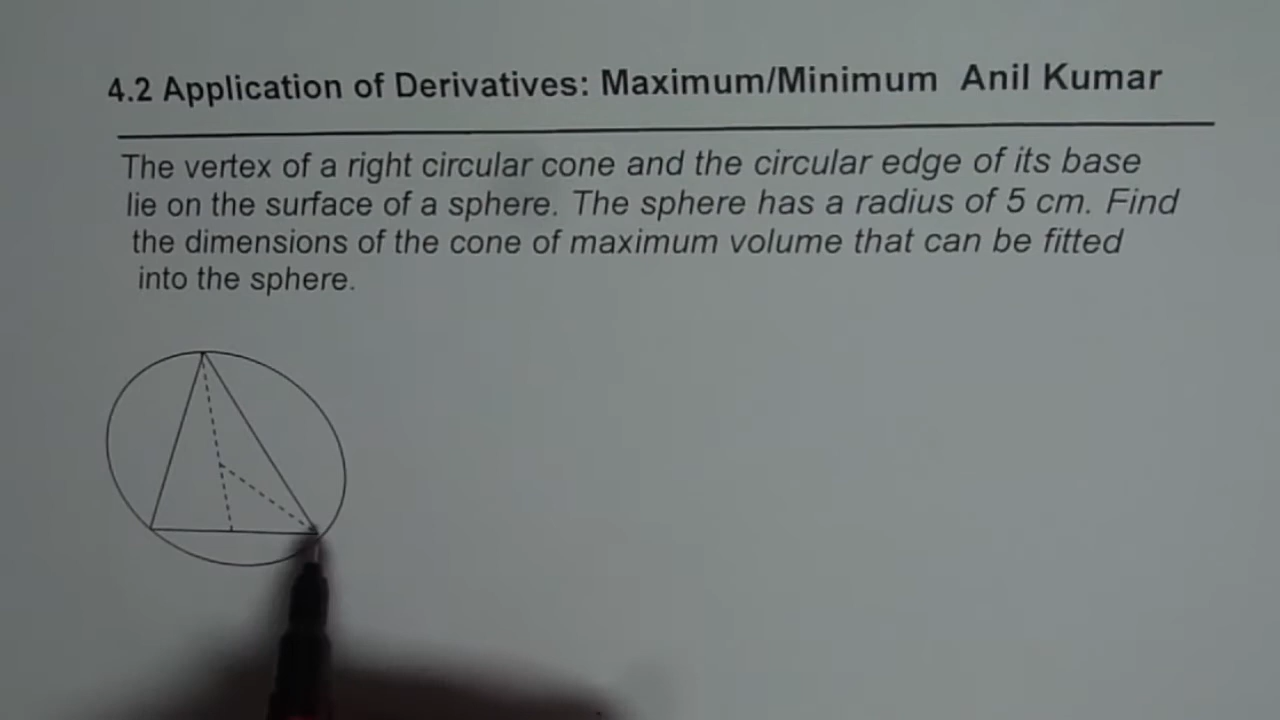 4.2 Application of Derivatives: Maximum/Minimum Anil Kumar
The vertex of a right circular cone and the circular edge of its base
lie on the surface of a sphere. The sphere has a radius of 5 cm. Find
the dimensions of the cone of maximum volume that can be fitted
into the sphere.